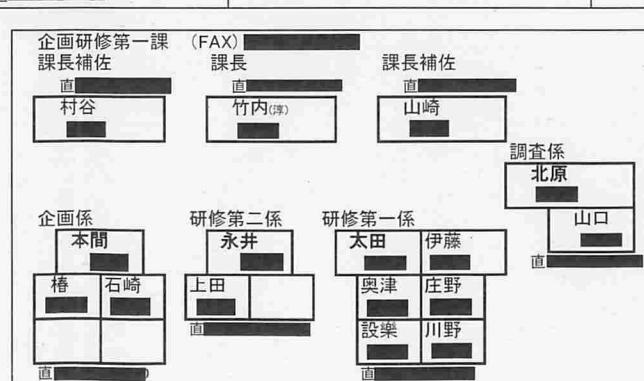 企画研修第一課 (FAX)
課長補佐 課長 課長補佐
直 直 直
村谷 竹内(淳) 山崎
調査係
北原
山口
直
企画係 研修第二係 研修第一係
本間 永井 太田 伊藤
椿 石崎 上田 奥津 庄野
直
設樂 川野
直 直